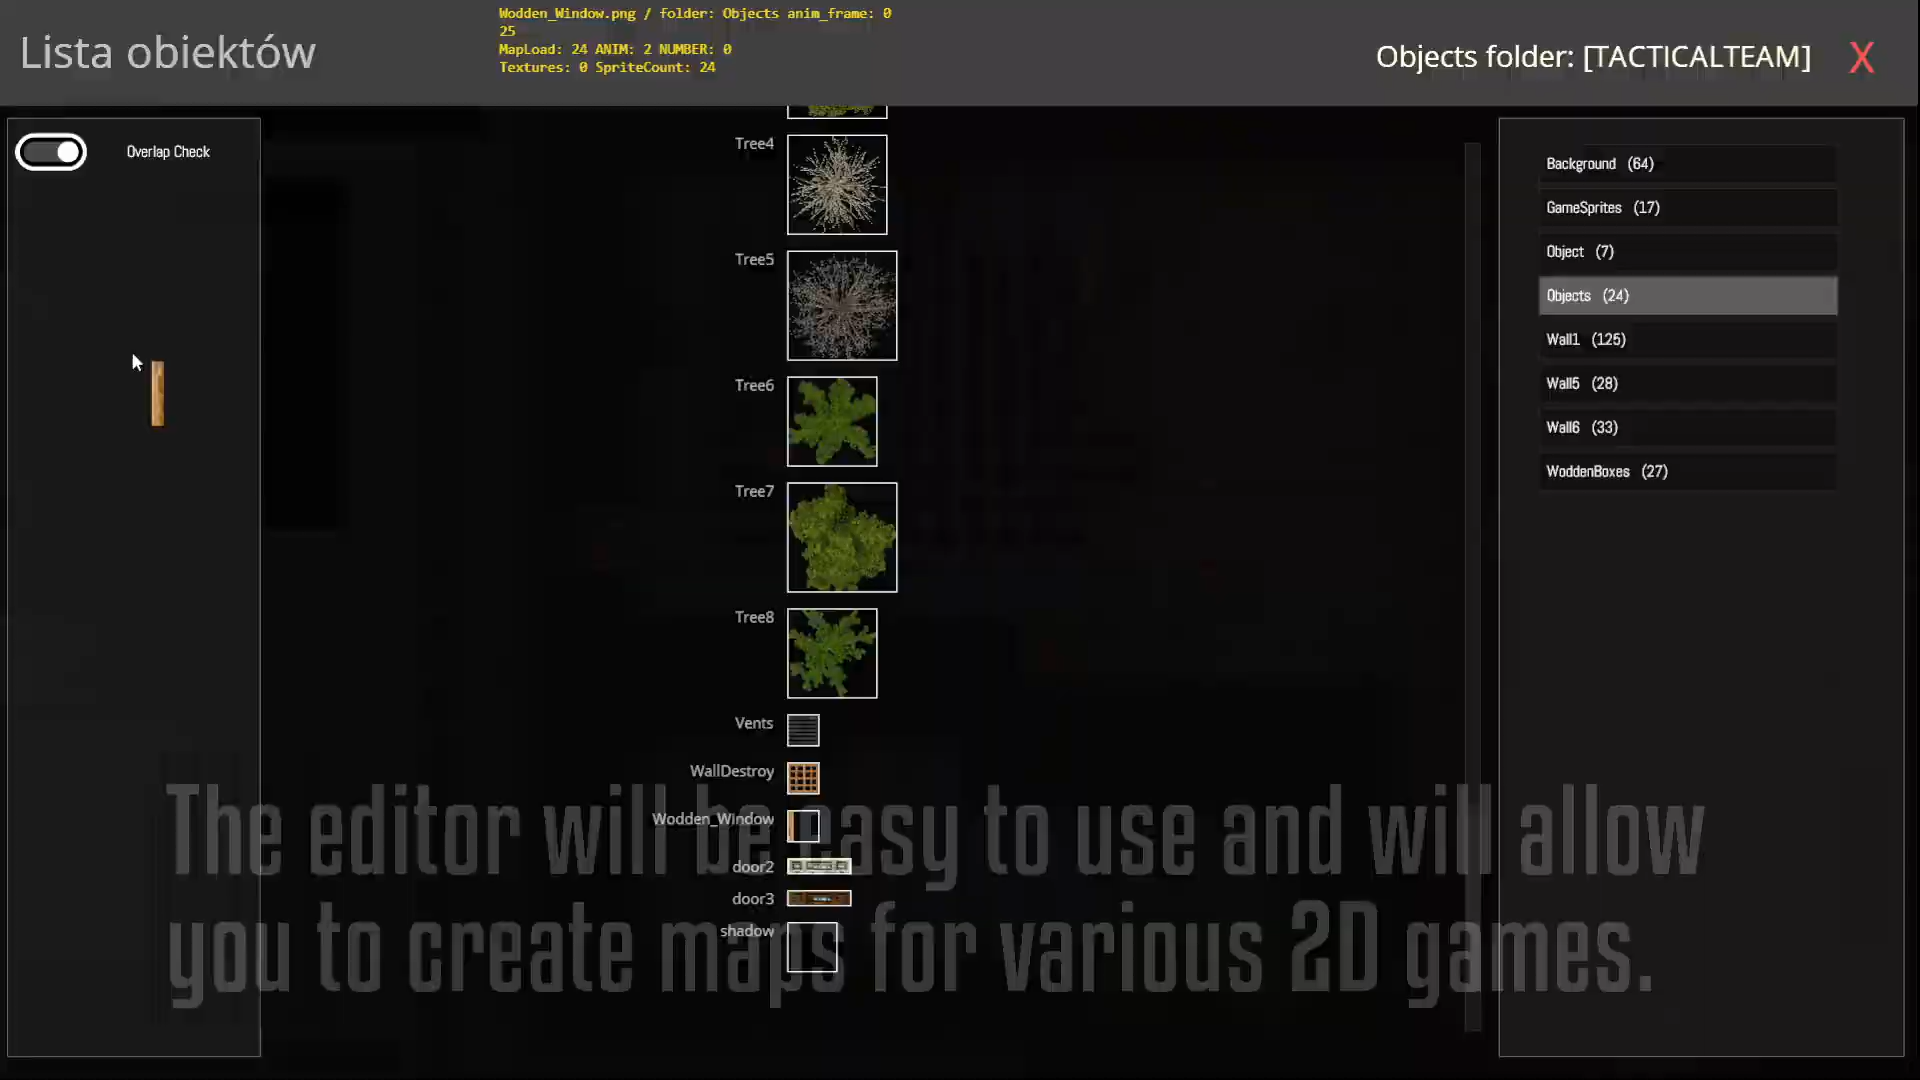 Wodden_Window.png / folder: Objects anim_frame: 0
25
MapLoad: 24 ANIM: 2 NUMBER: 0
Textures: 0 SpriteCount: 24
Lista obiektów
Objects folder: [TACTICALTEAM] X
Overlap Check
Tree4
Tree5
Tree6
Tree7
Tree8
Vents
WallDestroy
Wodden_Window
door2
door3
shadow
Background (64)
GameSprites (17)
Object (7)
Objects (24)
Wall1 (125)
Wall5 (28)
Wall6 (33)
WoddenBoxes (27)
The editor will be easy to use and will allow
you to create maps for various 2D games.